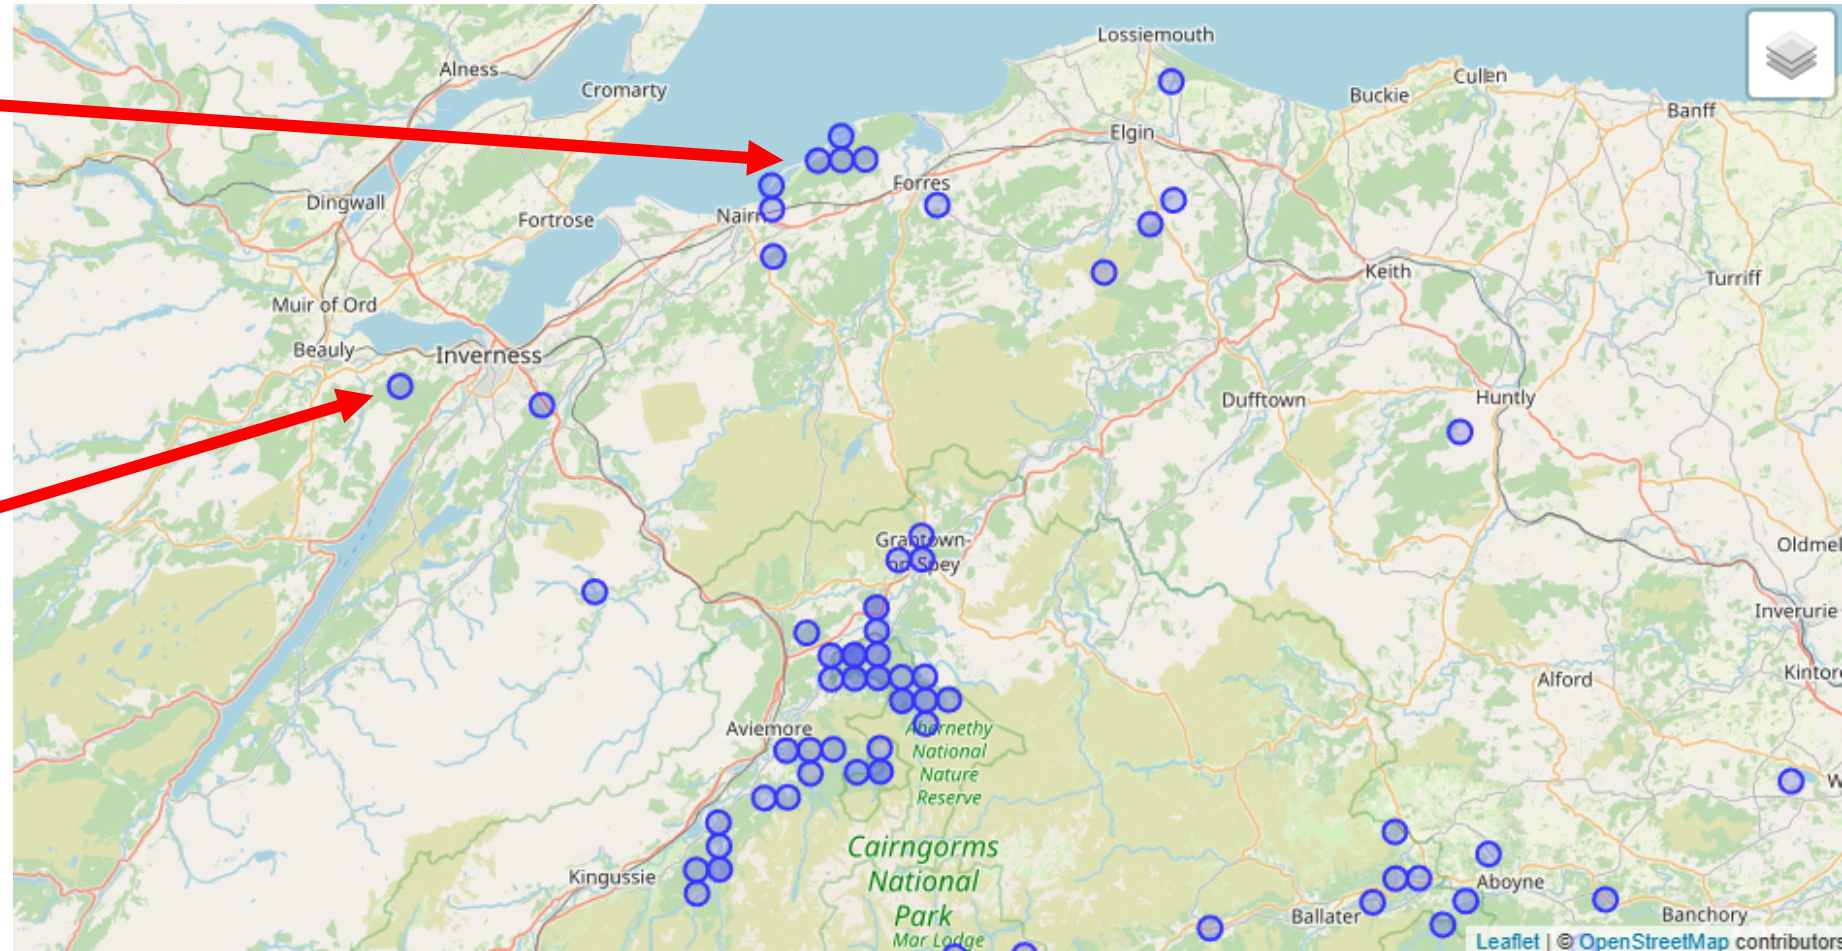 Lossiemouth
Alness
Cullen
Cromarty
Buckie
Banff
Elgin
Forres
Dingwall
Nairn
Fortrose
Keith
Turriff
Muir of Ord
Beauly
Inverness
Dufftown
Huntly
Grantown-
on-Spey
Oldmel
Inverurie
Kintor
Alford
Aviemore
Abernethy
National
Nature
Reserve
W
Cairngorms
National
Park
Kingussie
Aboyne
Ballater
Banchory
Mar Lodge
Leaflet | © OpenStreetMap contributors